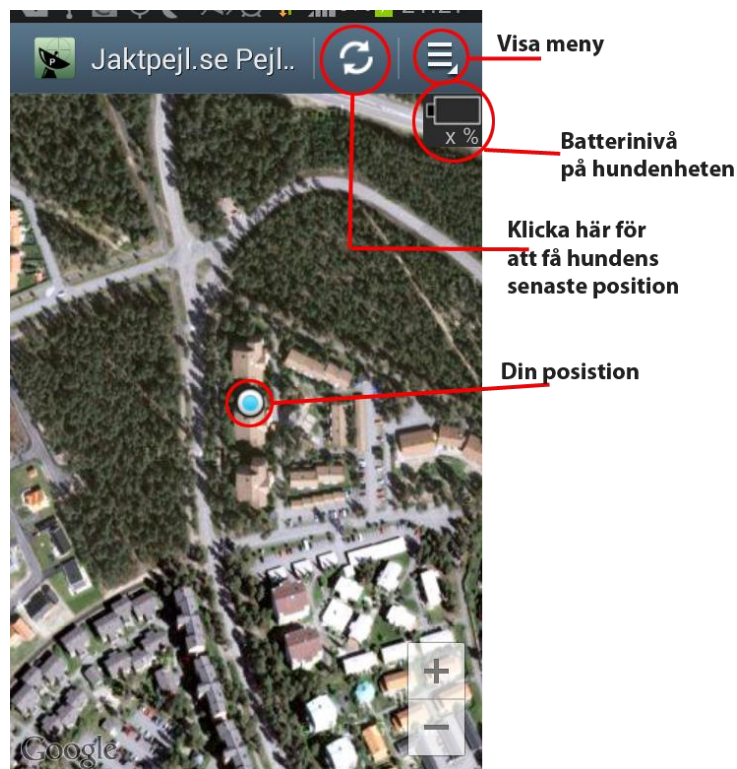 Jaktpejl.se Pejl..
Visa meny
x %
Batterinivå
på hundenheten
Klicka här för
att få hundens
senaste position
Din posistion
+
−
Google